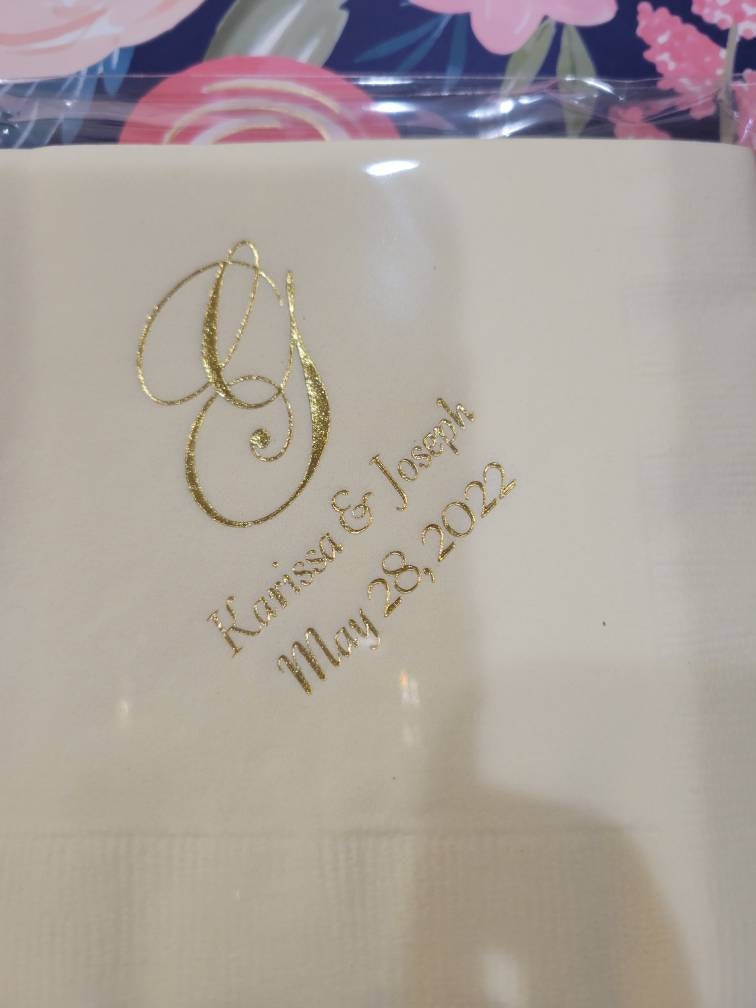 G
Karissa & Joseph
May 28, 2022